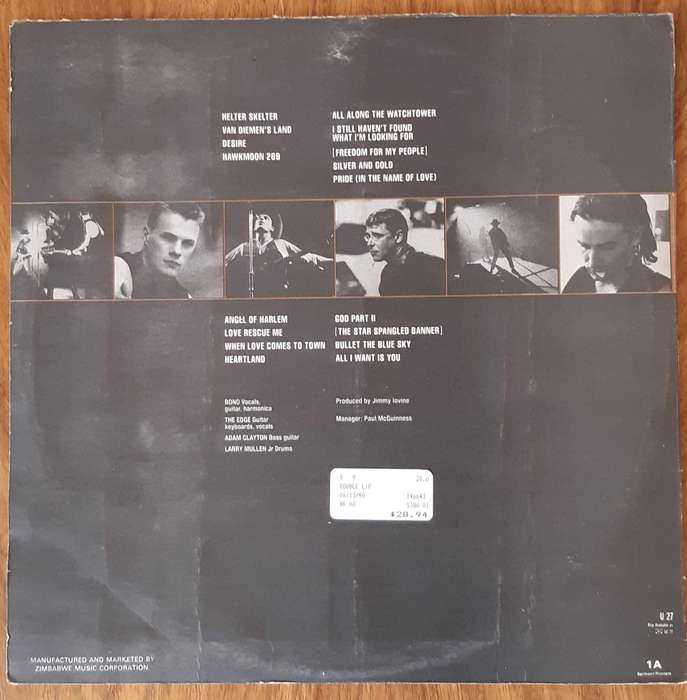 HELTER SKELTER
VAN DIEMEN'S LAND
DESIRE
HAWKMOON 269
ALL ALONG THE WATCHTOWER
I STILL HAVEN'T FOUND
WHAT I'M LOOKING FOR
[FREEDOM FOR MY PEOPLE]
SILVER AND GOLD
PRIDE (IN THE NAME OF LOVE)
ANGEL OF HARLEM
LOVE RESCUE ME
WHEN LOVE COMES TO TOWN
HEARTLAND
GOD PART II
[THE STAR SPANGLED BANNER]
BULLET THE BLUE SKY
ALL I WANT IS YOU
BONO Vocals,
guitar, harmonica
THE EDGE Guitar
keyboards, vocals
ADAM CLAYTON Bass guitar
LARRY MULLEN Jr Drums
Produced by Jimmy Iovine
Manager: Paul McGuinness
DOUBLE L/P
$28.94
U 27
MANUFACTURED AND MARKETED BY
ZIMBABWE MUSIC CORPORATION
1A
Belmont Printers